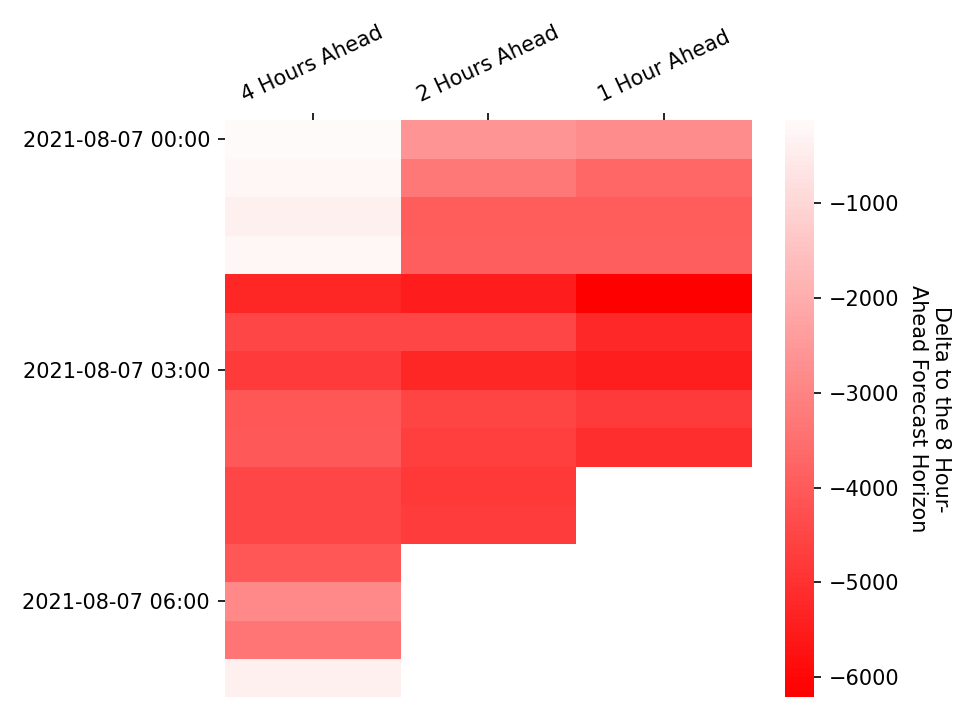 4 Hours Ahead
2 Hours Ahead
1 Hour Ahead
2021-08-07 00:00
2021-08-07 03:00
2021-08-07 06:00
−1000
−2000
−3000
−4000
−5000
−6000
Delta to the 8 Hour-
Ahead Forecast Horizon